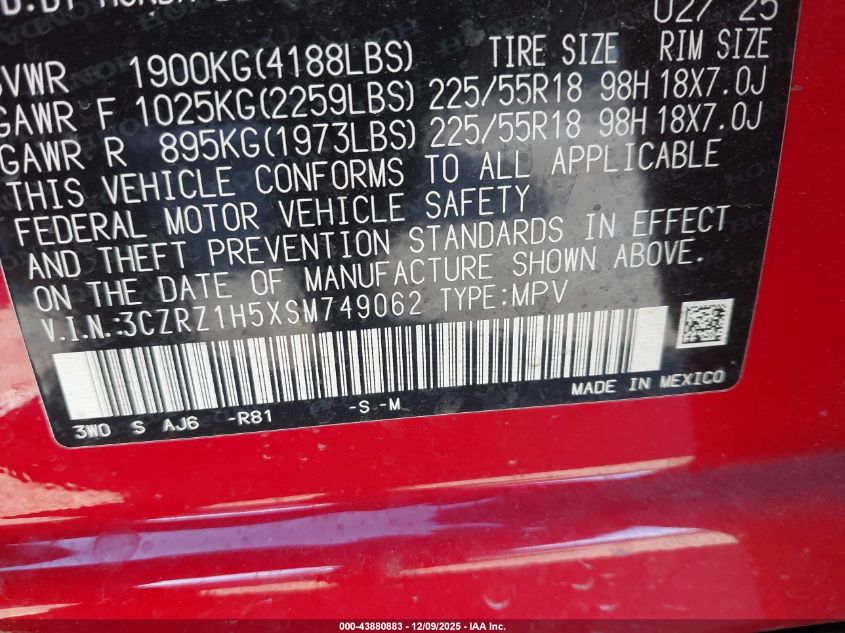 02/ 25
TIRE SIZE RIM SIZE
1900KG(4188LBS)
GAWR F 1025KG(2259LBS) 225/55R18 98H 18X7.0J
GAWR R 895KG(1973LBS) 225/55R18 98H 18X7.0J
THIS VEHICLE CONFORMS TO ALL APPLICABLE
FEDERAL MOTOR VEHICLE SAFETY
AND THEFT PREVENTION STANDARDS IN EFFECT
ON THE DATE OF MANUFACTURE SHOWN ABOVE.
V.I.N.:3CZRZ1H5XSM749062 TYPE:MPV
MADE IN MEXICO
3W0 S AJ6 -R81 -S -M
000-43880883 - 12/09/2025 - IAA Inc.